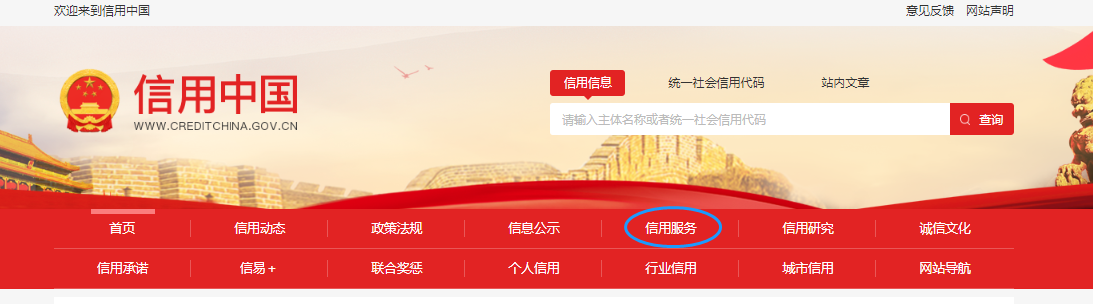 欢迎来到信用中国 意见反馈 网站声明
信用信息 统一社会信用代码 站内文章
信用中国
WWW.CREDITCHINA.GOV.CN
请输入主体名称或者统一社会信用代码 查询
首页 信用动态 政策法规 信息公示 信用服务 信用研究 诚信文化
信用承诺 信易+ 联合奖惩 个人信用 行业信用 城市信用 网站导航